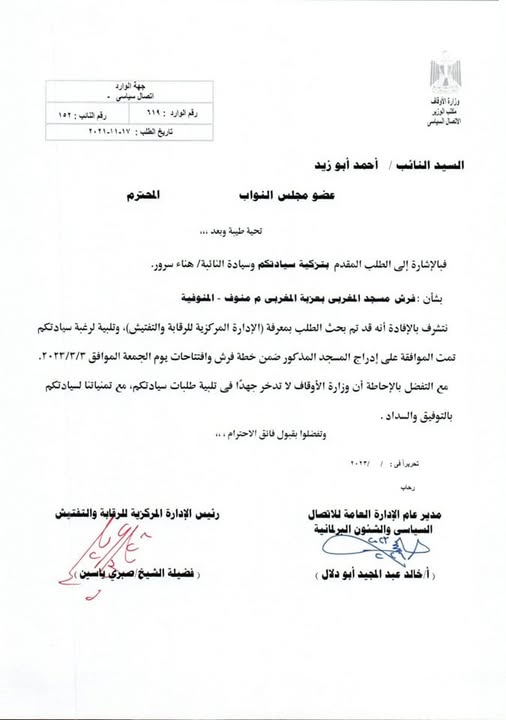 وزارة الأوقاف
مكتب الوزير
الاتصال السياسى
جهة الوارد
اتصال سياسى -
رقم الوارد : ٦١٩
رقم النائب : ١٥٢
تاريخ الطلب : ١٧-١١-٢٠٢١
السيد النائب / أحمد أبو زيد
عضو مجلس النواب المحترم
تحية طيبة وبعد ،،،
فبالإشارة إلى الطلب المقدم بتزكية سيادتكم وسيادة النائبة/ هناء سرور.
بشأن : فرش مسجد المغربى بعزبة المغربى م منوف - المنوفية
نتشرف بالإفادة أنه قد تم بحث الطلب بمعرفة (الإدارة المركزية للرقابة والتفتيش)، وتلبية لرغبة سيادتكم
تمت الموافقة على إدراج المسجد المذكور ضمن خطة فرش وافتتاحات يوم الجمعة الموافق ٢٠٢٣/٣/٣.
مع التفضل بالإحاطة أن وزارة الأوقاف لا تدخر جهدًا فى تلبية طلبات سيادتكم، مع تمنياتنا لسيادتكم
بالتوفيق والسداد .
وتفضلوا بقبول فائق الاحترام ،،،
تحريراً فى : / /٢٠٢٣
رحاب
مدير عام الإدارة العامة للاتصال
السياسى والشئون البرلمانية
(أ/خالد عبد المجيد أبو دلال )
رئيس الإدارة المركزية للرقابة والتفتيش
( فضيلة الشيخ/صبري ياسين )